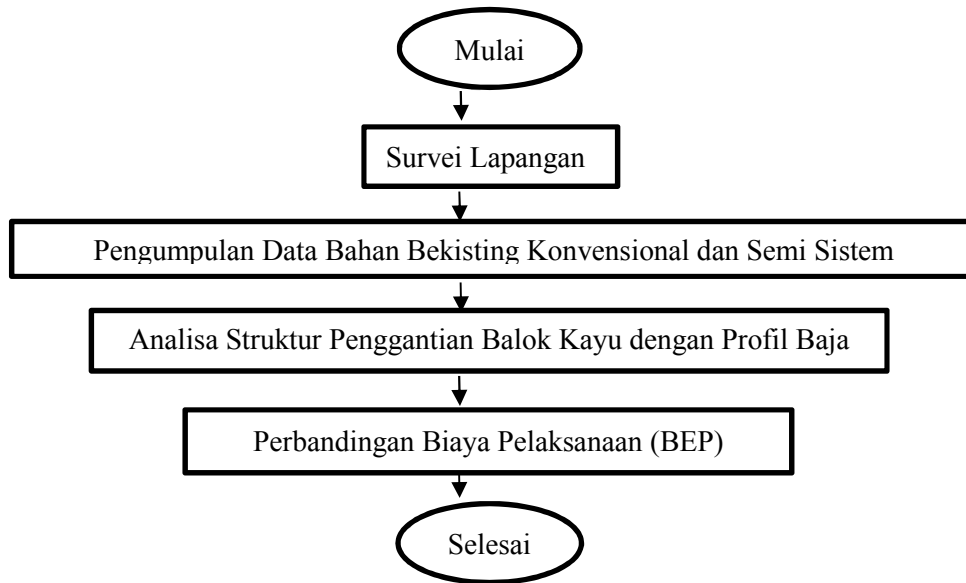 Mulai
Survei Lapangan
Pengumpulan Data Bahan Bekisting Konvensional dan Semi Sistem
Analisa Struktur Penggantian Balok Kayu dengan Profil Baja
Perbandingan Biaya Pelaksanaan (BEP)
Selesai